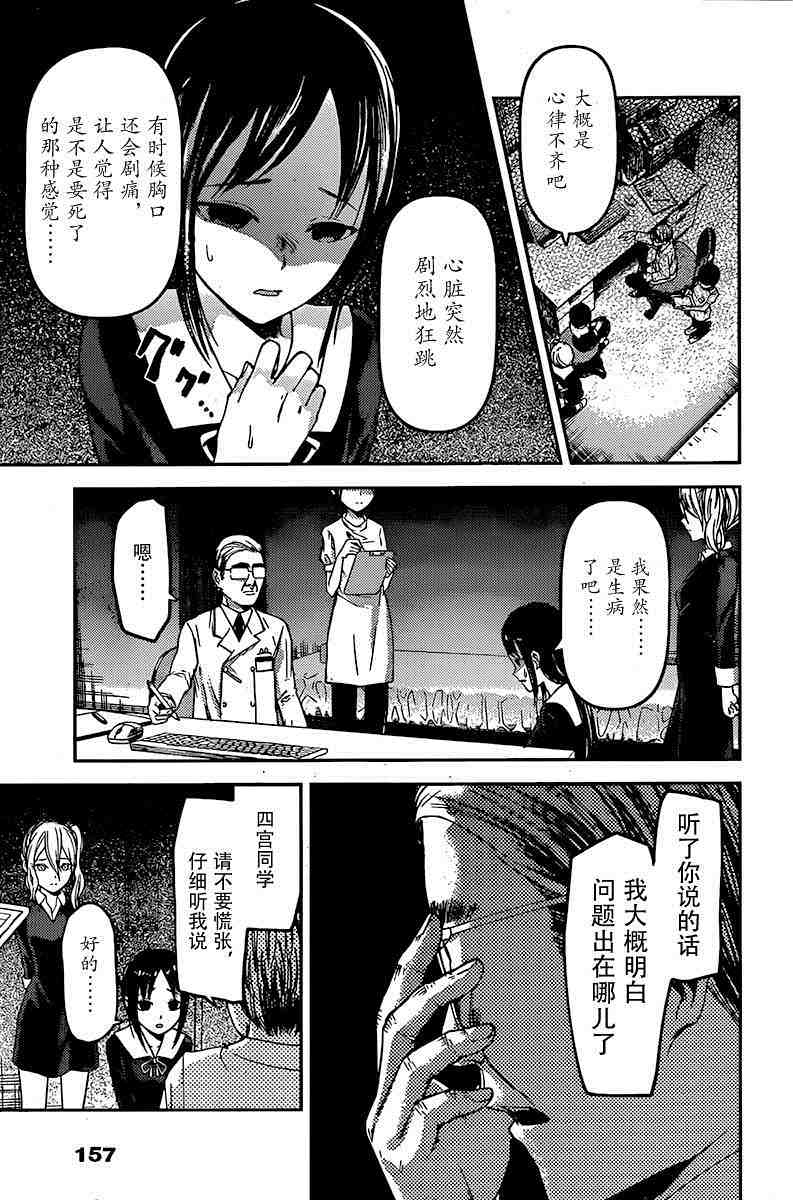 大概是
心律不齐吧
心脏突然
剧烈地狂跳
有时候胸口
还会剧痛，
让人觉得
是不是要死了
的那种感觉……
ググ…
我果然……
是生病
了吧……
嗯……
听了你说的话
我大概明白
问题出在哪儿了
四宫同学
请不要慌张，
仔细听我说
好的……
157